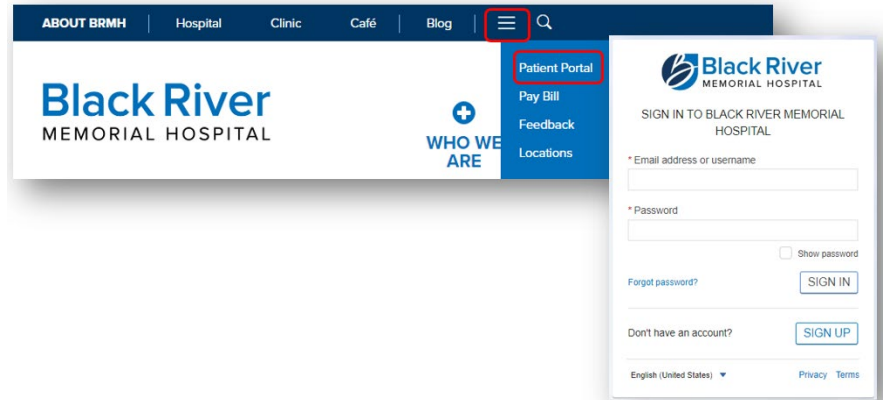 ABOUT BRMH Hospital Clinic Café Blog
Patient Portal
Pay Bill
Feedback
Locations
Black River
MEMORIAL HOSPITAL
WHO WE
ARE
Black River
MEMORIAL HOSPITAL
SIGN IN TO BLACK RIVER MEMORIAL
HOSPITAL
* Email address or username
* Password
Show password
Forgot password? SIGN IN
Don't have an account? SIGN UP
English (United States) Privacy Terms